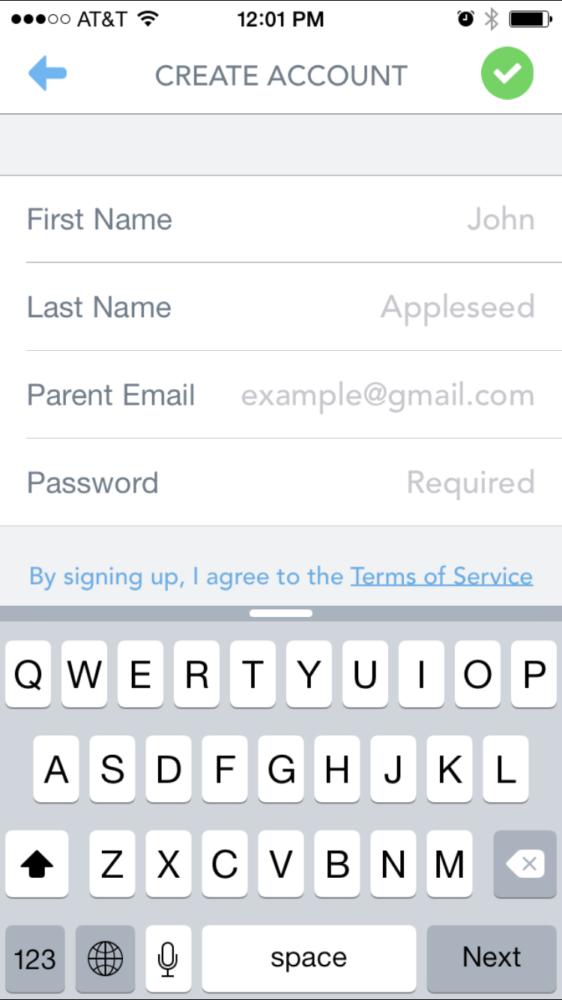 AT&T 12:01 PM
CREATE ACCOUNT
First Name John
Last Name Appleseed
Parent Email example@gmail.com
Password Required
By signing up, I agree to the Terms of Service
Q W E R T Y U I O P
A S D F G H J K L
Z X C V B N M
123 space Next